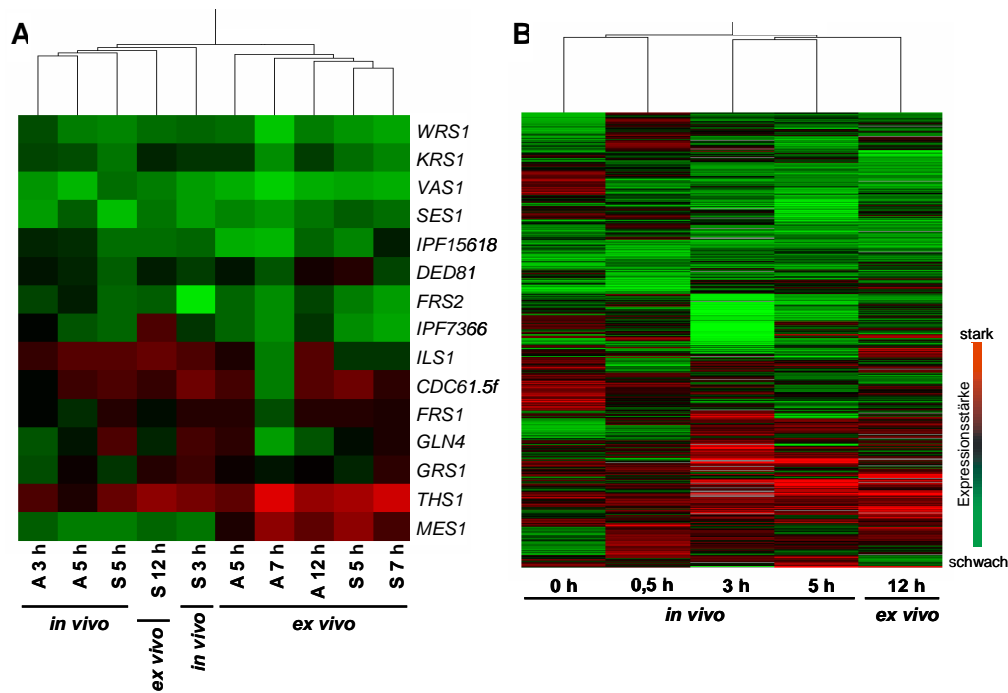 A
B
WRS1
KRS1
VAS1
SES1
IPF15618
DED81
FRS2
IPF7366
ILS1
CDC61.5f
FRS1
GLN4
GRS1
THS1
MES1
A 3 h
A 5 h
S 5 h
S 12 h
S 3 h
A 5 h
A 7 h
A 12 h
S 5 h
S 7 h
in vivo
ex vivo
in vivo
ex vivo
stark
Expressionsstärke
schwach
0 h
0,5 h
3 h
5 h
12 h
in vivo
ex vivo